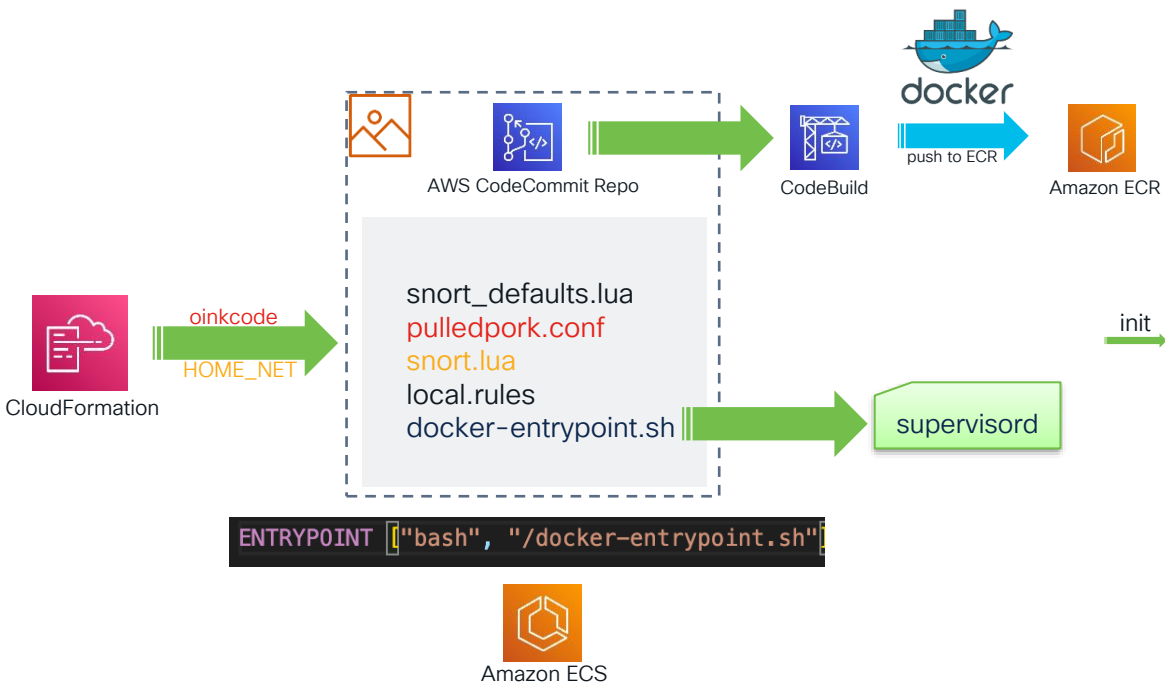 docker
AWS CodeCommit Repo
CodeBuild
push to ECR
Amazon ECR
snort_defaults.lua
pulledpork.conf
snort.lua
local.rules
docker-entrypoint.sh
oinkcode
HOME_NET
CloudFormation
init
supervisord
ENTRYPOINT ["bash", "/docker-entrypoint.sh"]
Amazon ECS